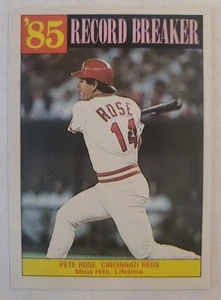 '85 RECORD BREAKER
ROSE
14
PETE ROSE, CINCINNATI REDS
Most Hits, Lifetime